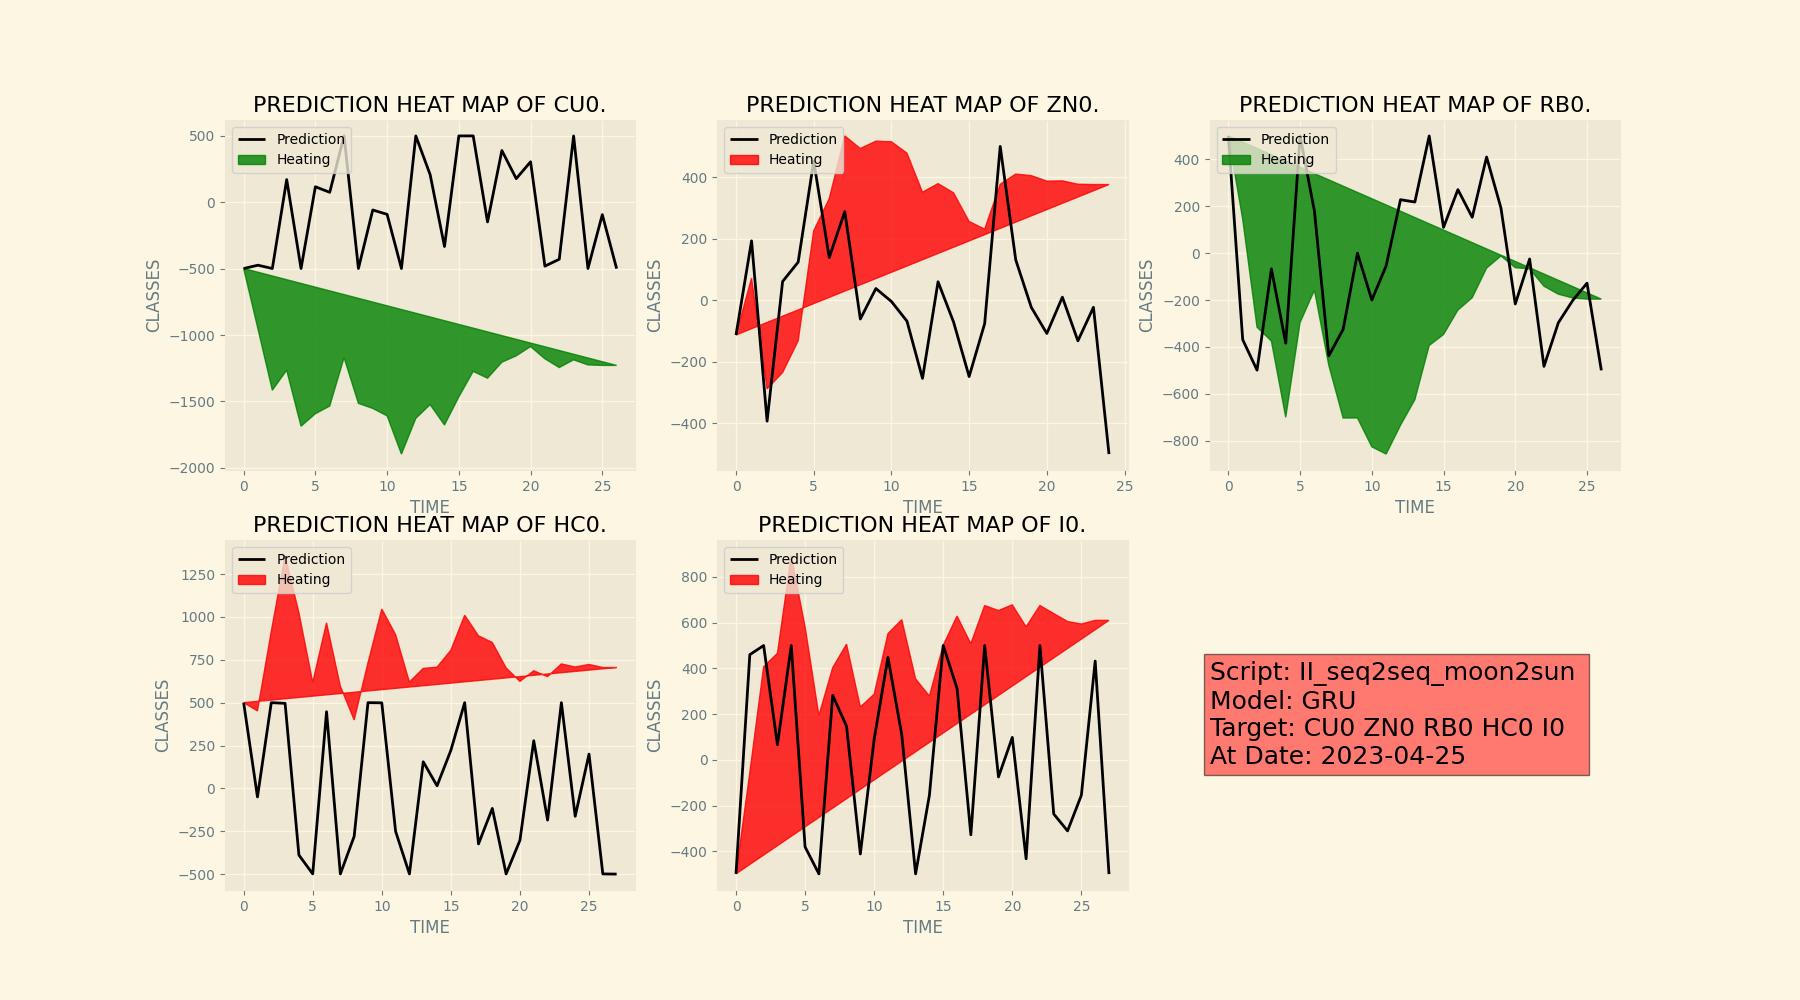 PREDICTION HEAT MAP OF CU0.
Prediction
Heating
500
0
−500
−1000
−1500
−2000
CLASSES
0 5 10 15 20 25
TIME
PREDICTION HEAT MAP OF ZN0.
Prediction
Heating
400
200
0
−200
−400
CLASSES
0 5 10 15 20 25
TIME
PREDICTION HEAT MAP OF RB0.
Prediction
Heating
400
200
0
−200
−400
−600
−800
CLASSES
0 5 10 15 20 25
TIME
PREDICTION HEAT MAP OF HC0.
Prediction
Heating
1250
1000
750
500
250
0
−250
−500
CLASSES
0 5 10 15 20 25
TIME
PREDICTION HEAT MAP OF I0.
Prediction
Heating
800
600
400
200
0
−200
−400
CLASSES
0 5 10 15 20 25
TIME
Script: II_seq2seq_moon2sun
Model: GRU
Target: CU0 ZN0 RB0 HC0 I0
At Date: 2023-04-25